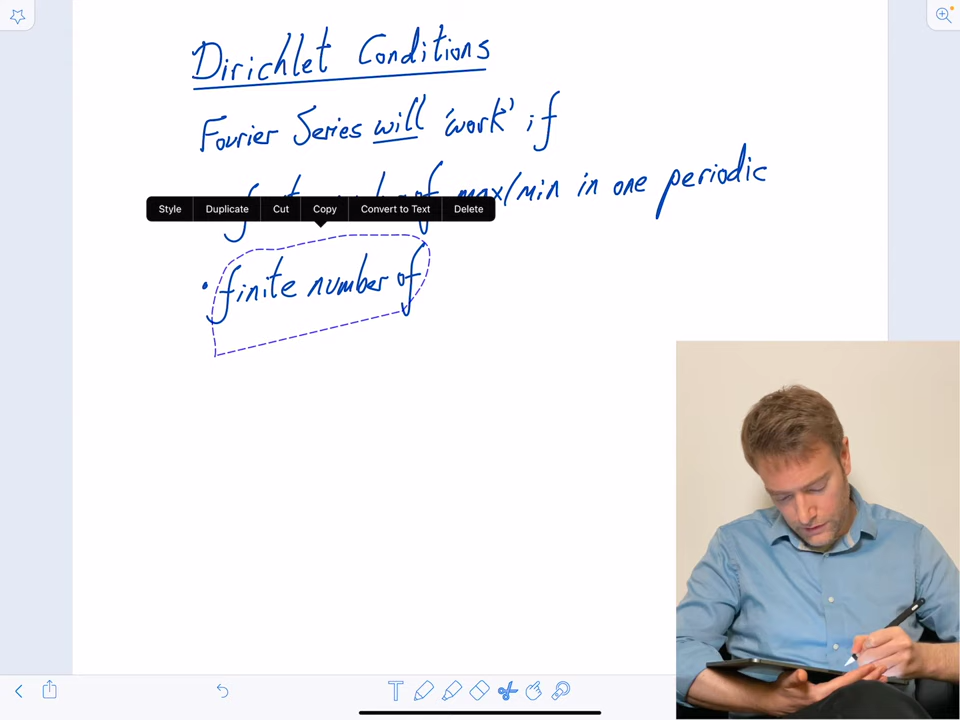 Dirichlet Conditions
Fourier Series will 'work' if
of max/min in one periodic
Style Duplicate Cut Copy Convert to Text Delete
• finite number of